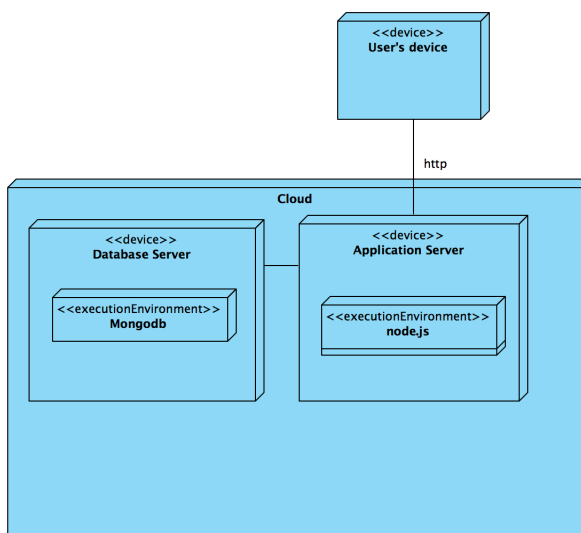 <<device>>
User's device
http
Cloud
<<device>>
Database Server
<<executionEnvironment>>
Mongodb
<<device>>
Application Server
<<executionEnvironment>>
node.js